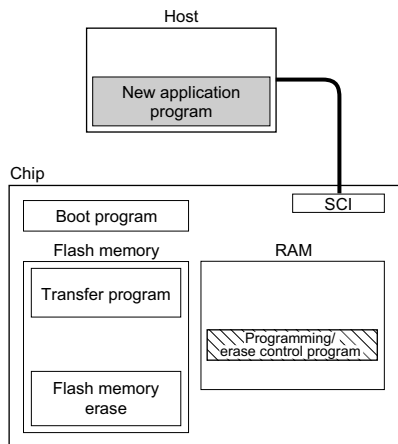 Host
New application
program
Chip
SCI
Boot program
Flash memory
RAM
Transfer program
Programming/
erase control program
Flash memory
erase